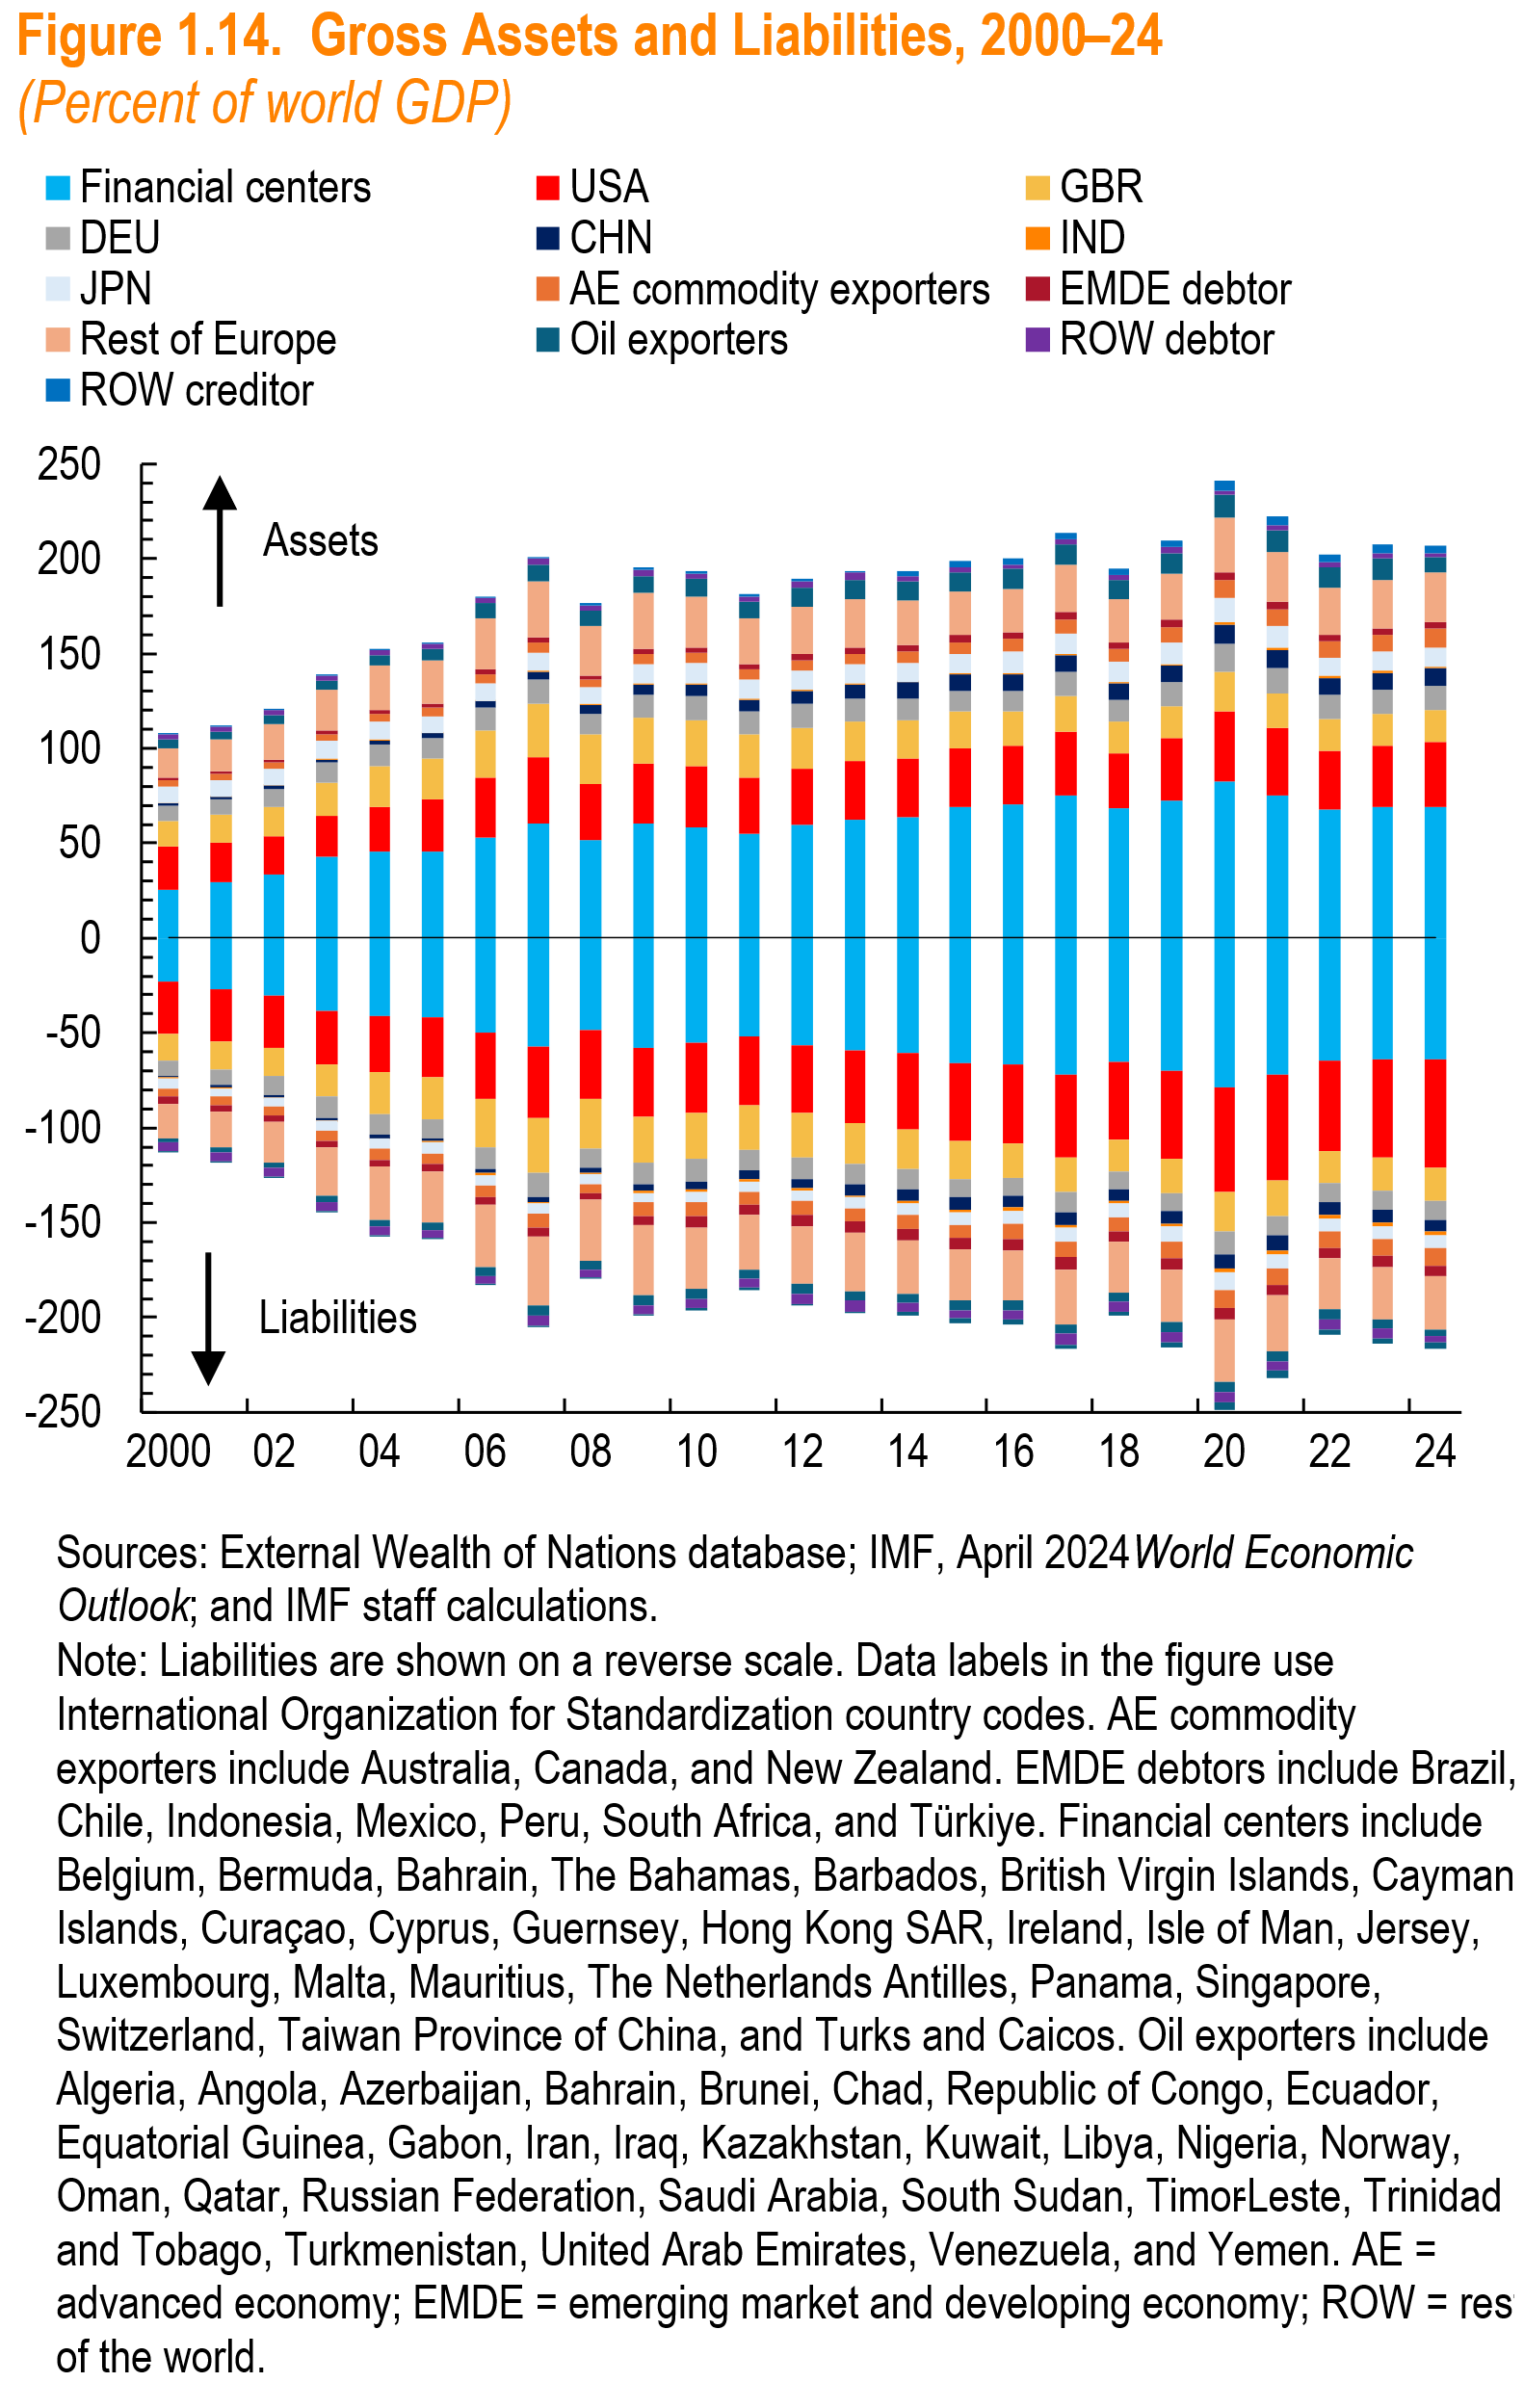 Figure 1.14. Gross Assets and Liabilities, 2000–24
(Percent of world GDP)
Financial centers USA GBR
DEU CHN IND
JPN AE commodity exporters EMDE debtor
Rest of Europe Oil exporters ROW debtor
ROW creditor
250
Assets
200
150
100
50
0
-50
-100
-150
Liabilities
-200
-250
2000 02 04 06 08 10 12 14 16 18 20 22 24
Sources: External Wealth of Nations database; IMF, April 2024 World Economic
Outlook; and IMF staff calculations.
Note: Liabilities are shown on a reverse scale. Data labels in the figure use
International Organization for Standardization country codes. AE commodity
exporters include Australia, Canada, and New Zealand. EMDE debtors include Brazil,
Chile, Indonesia, Mexico, Peru, South Africa, and Türkiye. Financial centers include
Belgium, Bermuda, Bahrain, The Bahamas, Barbados, British Virgin Islands, Cayman
Islands, Curaçao, Cyprus, Guernsey, Hong Kong SAR, Ireland, Isle of Man, Jersey,
Luxembourg, Malta, Mauritius, The Netherlands Antilles, Panama, Singapore,
Switzerland, Taiwan Province of China, and Turks and Caicos. Oil exporters include
Algeria, Angola, Azerbaijan, Bahrain, Brunei, Chad, Republic of Congo, Ecuador,
Equatorial Guinea, Gabon, Iran, Iraq, Kazakhstan, Kuwait, Libya, Nigeria, Norway,
Oman, Qatar, Russian Federation, Saudi Arabia, South Sudan, Timor-Leste, Trinidad
and Tobago, Turkmenistan, United Arab Emirates, Venezuela, and Yemen. AE =
advanced economy; EMDE = emerging market and developing economy; ROW = rest
of the world.